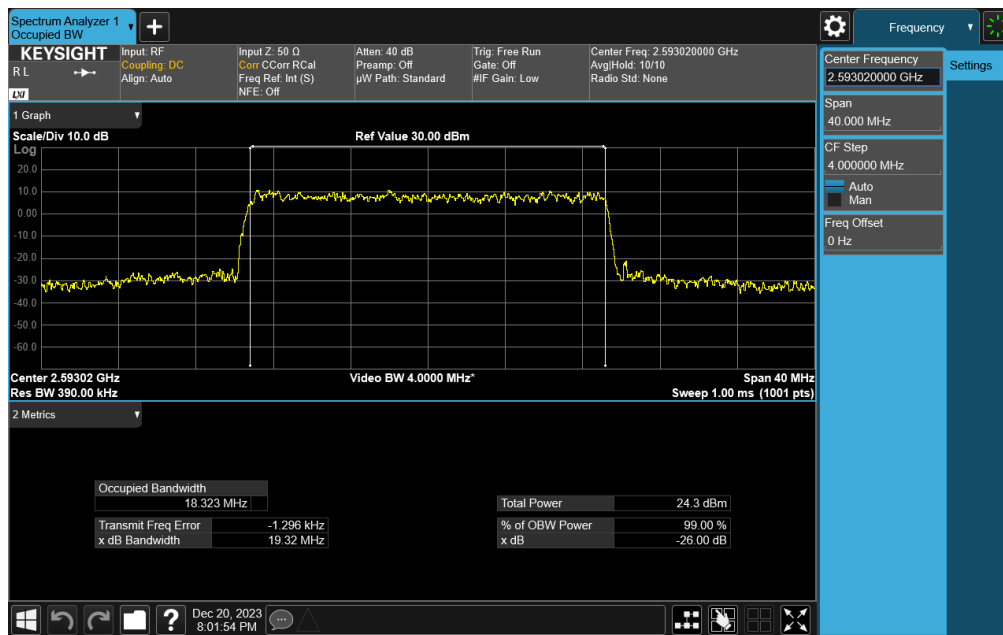 Spectrum Analyzer 1
Occupied BW
Frequency
KEYSIGHT
R L
LXI
Input: RF
Coupling: DC
Align: Auto
Input Z: 50 Ω
Corr CCorr RCal
Freq Ref: Int (S)
NFE: Off
Atten: 40 dB
Preamp: Off
µW Path: Standard
Trig: Free Run
Gate: Off
#IF Gain: Low
Center Freq: 2.593020000 GHz
Avg|Hold: 10/10
Radio Std: None
Center Frequency
2.593020000 GHz
Settings
Span
40.000 MHz
CF Step
4.000000 MHz
Auto
Man
Freq Offset
0 Hz
1 Graph
Scale/Div 10.0 dB
Ref Value 30.00 dBm
Log
20.0
10.0
0.00
-10.0
-20.0
-30.0
-40.0
-50.0
-60.0
Center 2.59302 GHz
Video BW 4.0000 MHz*
Span 40 MHz
Res BW 390.00 kHz
Sweep 1.00 ms (1001 pts)
2 Metrics
Occupied Bandwidth
18.323 MHz
Total Power 24.3 dBm
Transmit Freq Error -1.296 kHz
% of OBW Power 99.00 %
x dB Bandwidth 19.32 MHz
x dB -26.00 dB
Dec 20, 2023
8:01:54 PM